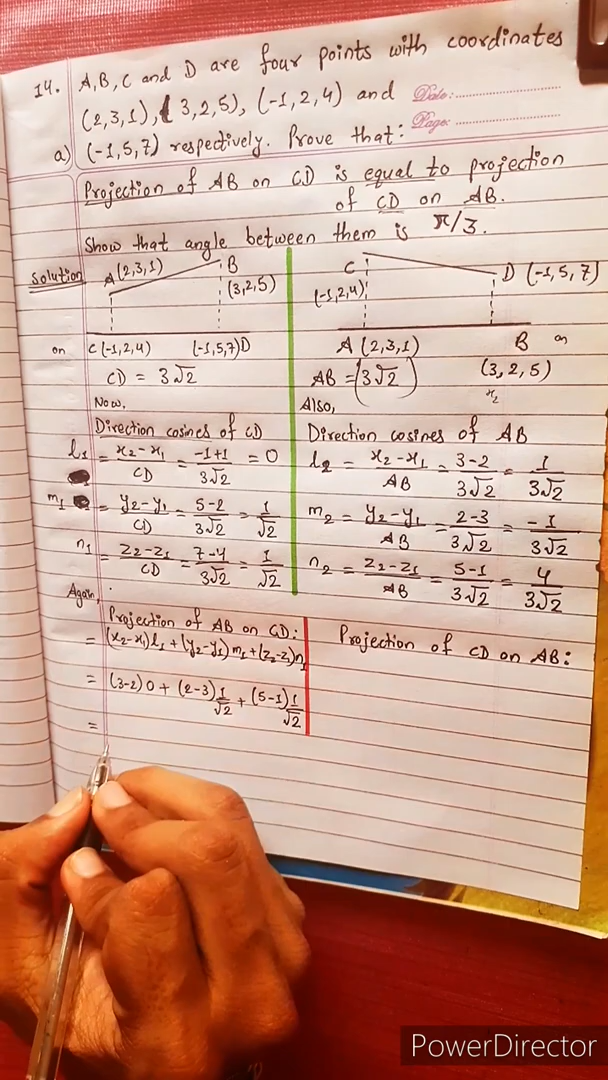 14. A, B, C and D are four points with coordinates
(2,3,1), (3,2,5), (-1,2,4) and Date:
a) (-1,5,7) respectively. Prove that: Page:
Projection of AB on CD is equal to projection
of CD on AB.
Show that angle between them is π/3.
Solution
A(2,3,1) B
(3,2,5)
on C(-1,2,4) (-1,5,7)D
CD = 3√2
Now,
Direction cosines of CD
l₁ = x₂-x₁/CD = -1+1/3√2 = 0
m₁ = y₂-y₁/CD = 5-2/3√2 = 1/√2
n₁ = z₂-z₁/CD = 7-4/3√2 = 1/√2
C D (-1,5,7)
(-1,2,4)
A (2,3,1) B on
AB = (3√2) (3,2,5)
x₂
Also,
Direction cosines of AB
l₂ = x₂-x₁/AB = 3-2/3√2 = 1/3√2
m₂ = y₂-y₁/AB = 2-3/3√2 = -1/3√2
n₂ = z₂-z₁/AB = 5-1/3√2 = 4/3√2
Again,
Projection of AB on CD:
= (x₂-x₁)l₁+(y₂-y₁)m₁+(z₂-z₁)n₁
= (3-2)0 + (2-3)1/√2 + (5-1)1/√2
=
Projection of CD on AB:
PowerDirector